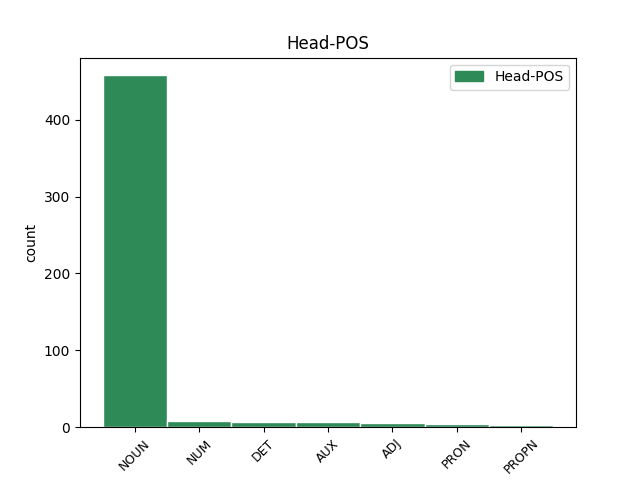 Head-POS
Head-POS
count
400
300
200
100
0
NOUN
NUM
DET
AUX
ADJ
PRON
PROPN